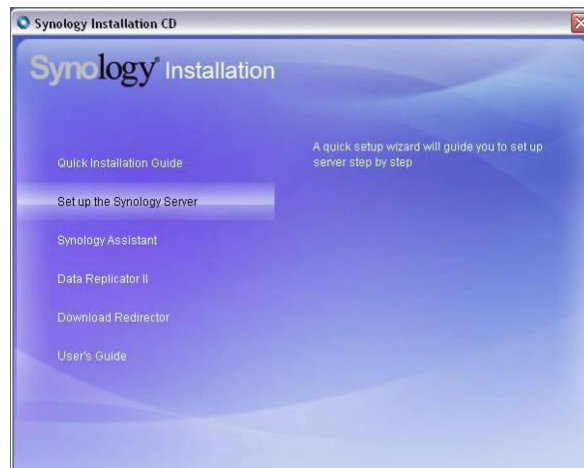 Synology Installation CD
Synology® Installation
Quick Installation Guide
A quick setup wizard will guide you to set up
server step by step
Set up the Synology Server
Synology Assistant
Data Replicator II
Download Redirector
User's Guide